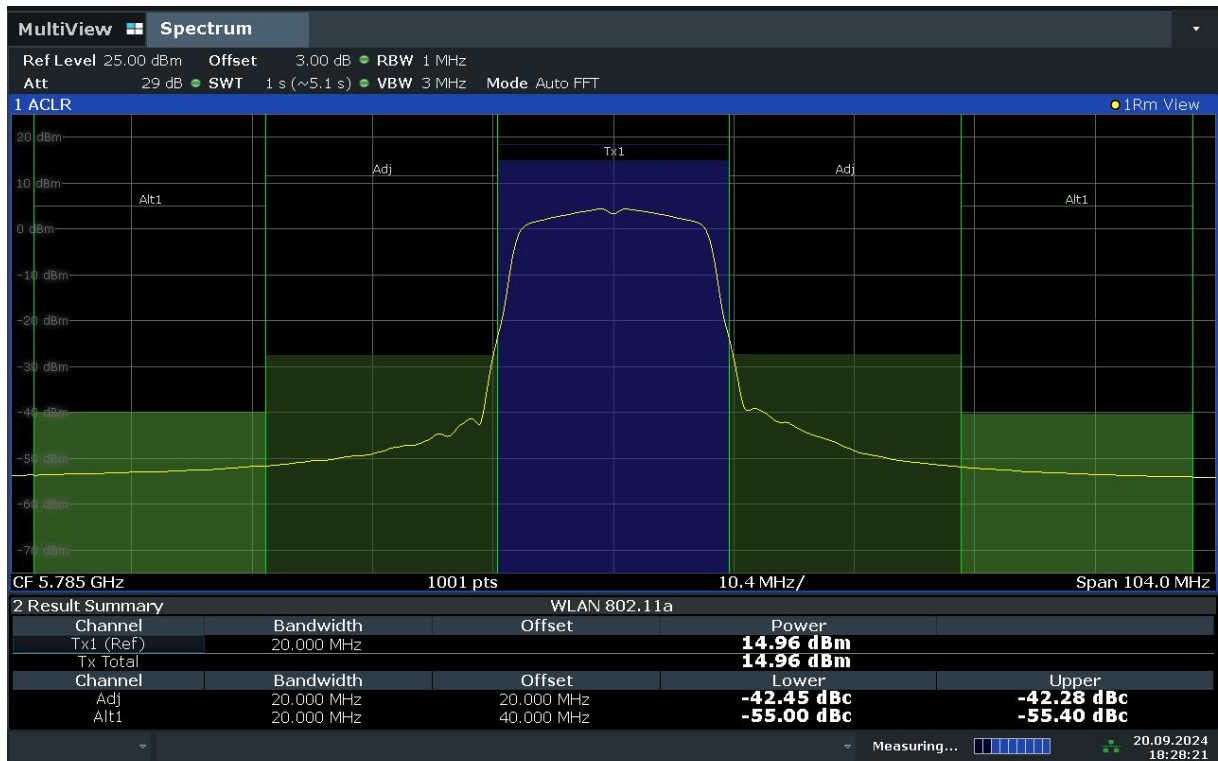 MultiView Spectrum
Ref Level 25.00 dBm Offset 3.00 dB RBW 1 MHz
Att 29 dB SWT 1 s (~5.1 s) VBW 3 MHz Mode Auto FFT
1 ACLR 1Rm View
20 dBm
Tx1
Adj Adj
10 dBm
Alt1 Alt1
0 dBm
-10 dBm
-20 dBm
-30 dBm
-40 dBm
-50 dBm
-60 dBm
-70 dBm
CF 5.785 GHz 1001 pts 10.4 MHz/ Span 104.0 MHz
2 Result Summary WLAN 802.11a
Channel Bandwidth Offset Power
Tx1 (Ref) 20.000 MHz 14.96 dBm
Tx Total 14.96 dBm
Channel Bandwidth Offset Lower Upper
Adj 20.000 MHz 20.000 MHz -42.45 dBc -42.28 dBc
Alt1 20.000 MHz 40.000 MHz -55.00 dBc -55.40 dBc
Measuring... 20.09.2024
18:28:21